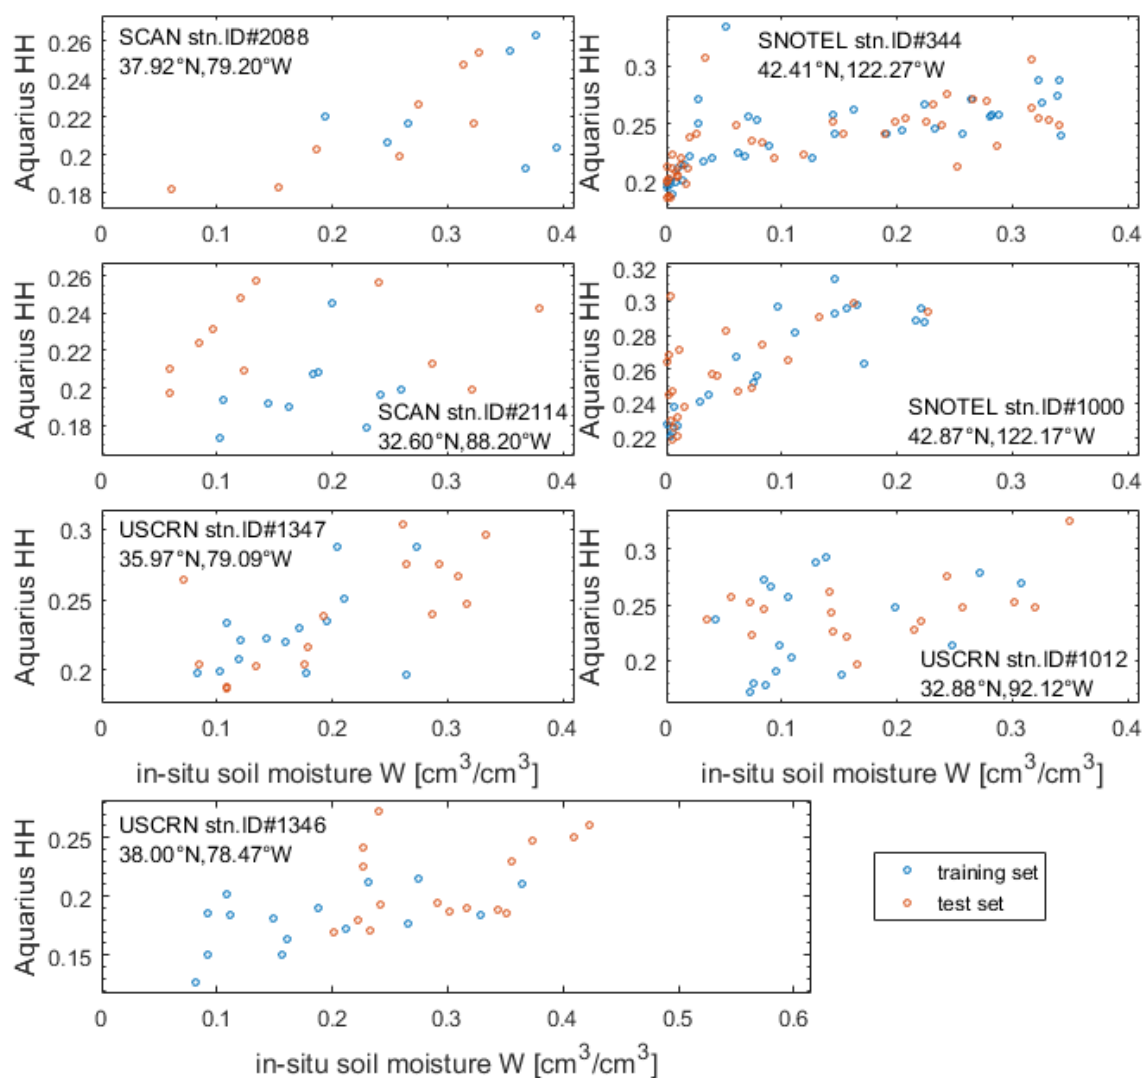 Aquarius HH
0.26
0.24
0.22
0.2
0.18
SCAN stn.ID#2088
37.92°N,79.20°W
0 0.1 0.2 0.3 0.4
Aquarius HH
0.3
0.25
0.2
SNOTEL stn.ID#344
42.41°N,122.27°W
0 0.1 0.2 0.3 0.4
Aquarius HH
0.26
0.24
0.22
0.2
0.18
SCAN stn.ID#2114
32.60°N,88.20°W
0 0.1 0.2 0.3 0.4
Aquarius HH
0.32
0.3
0.28
0.26
0.24
0.22
SNOTEL stn.ID#1000
42.87°N,122.17°W
0 0.1 0.2 0.3 0.4
Aquarius HH
0.3
0.25
0.2
USCRN stn.ID#1347
35.97°N,79.09°W
0 0.1 0.2 0.3 0.4
in-situ soil moisture W [cm³/cm³]
Aquarius HH
0.3
0.25
0.2
USCRN stn.ID#1012
32.88°N,92.12°W
0 0.1 0.2 0.3 0.4
in-situ soil moisture W [cm³/cm³]
Aquarius HH
0.25
0.2
0.15
USCRN stn.ID#1346
38.00°N,78.47°W
0 0.1 0.2 0.3 0.4 0.5 0.6
in-situ soil moisture W [cm³/cm³]
training set
test set